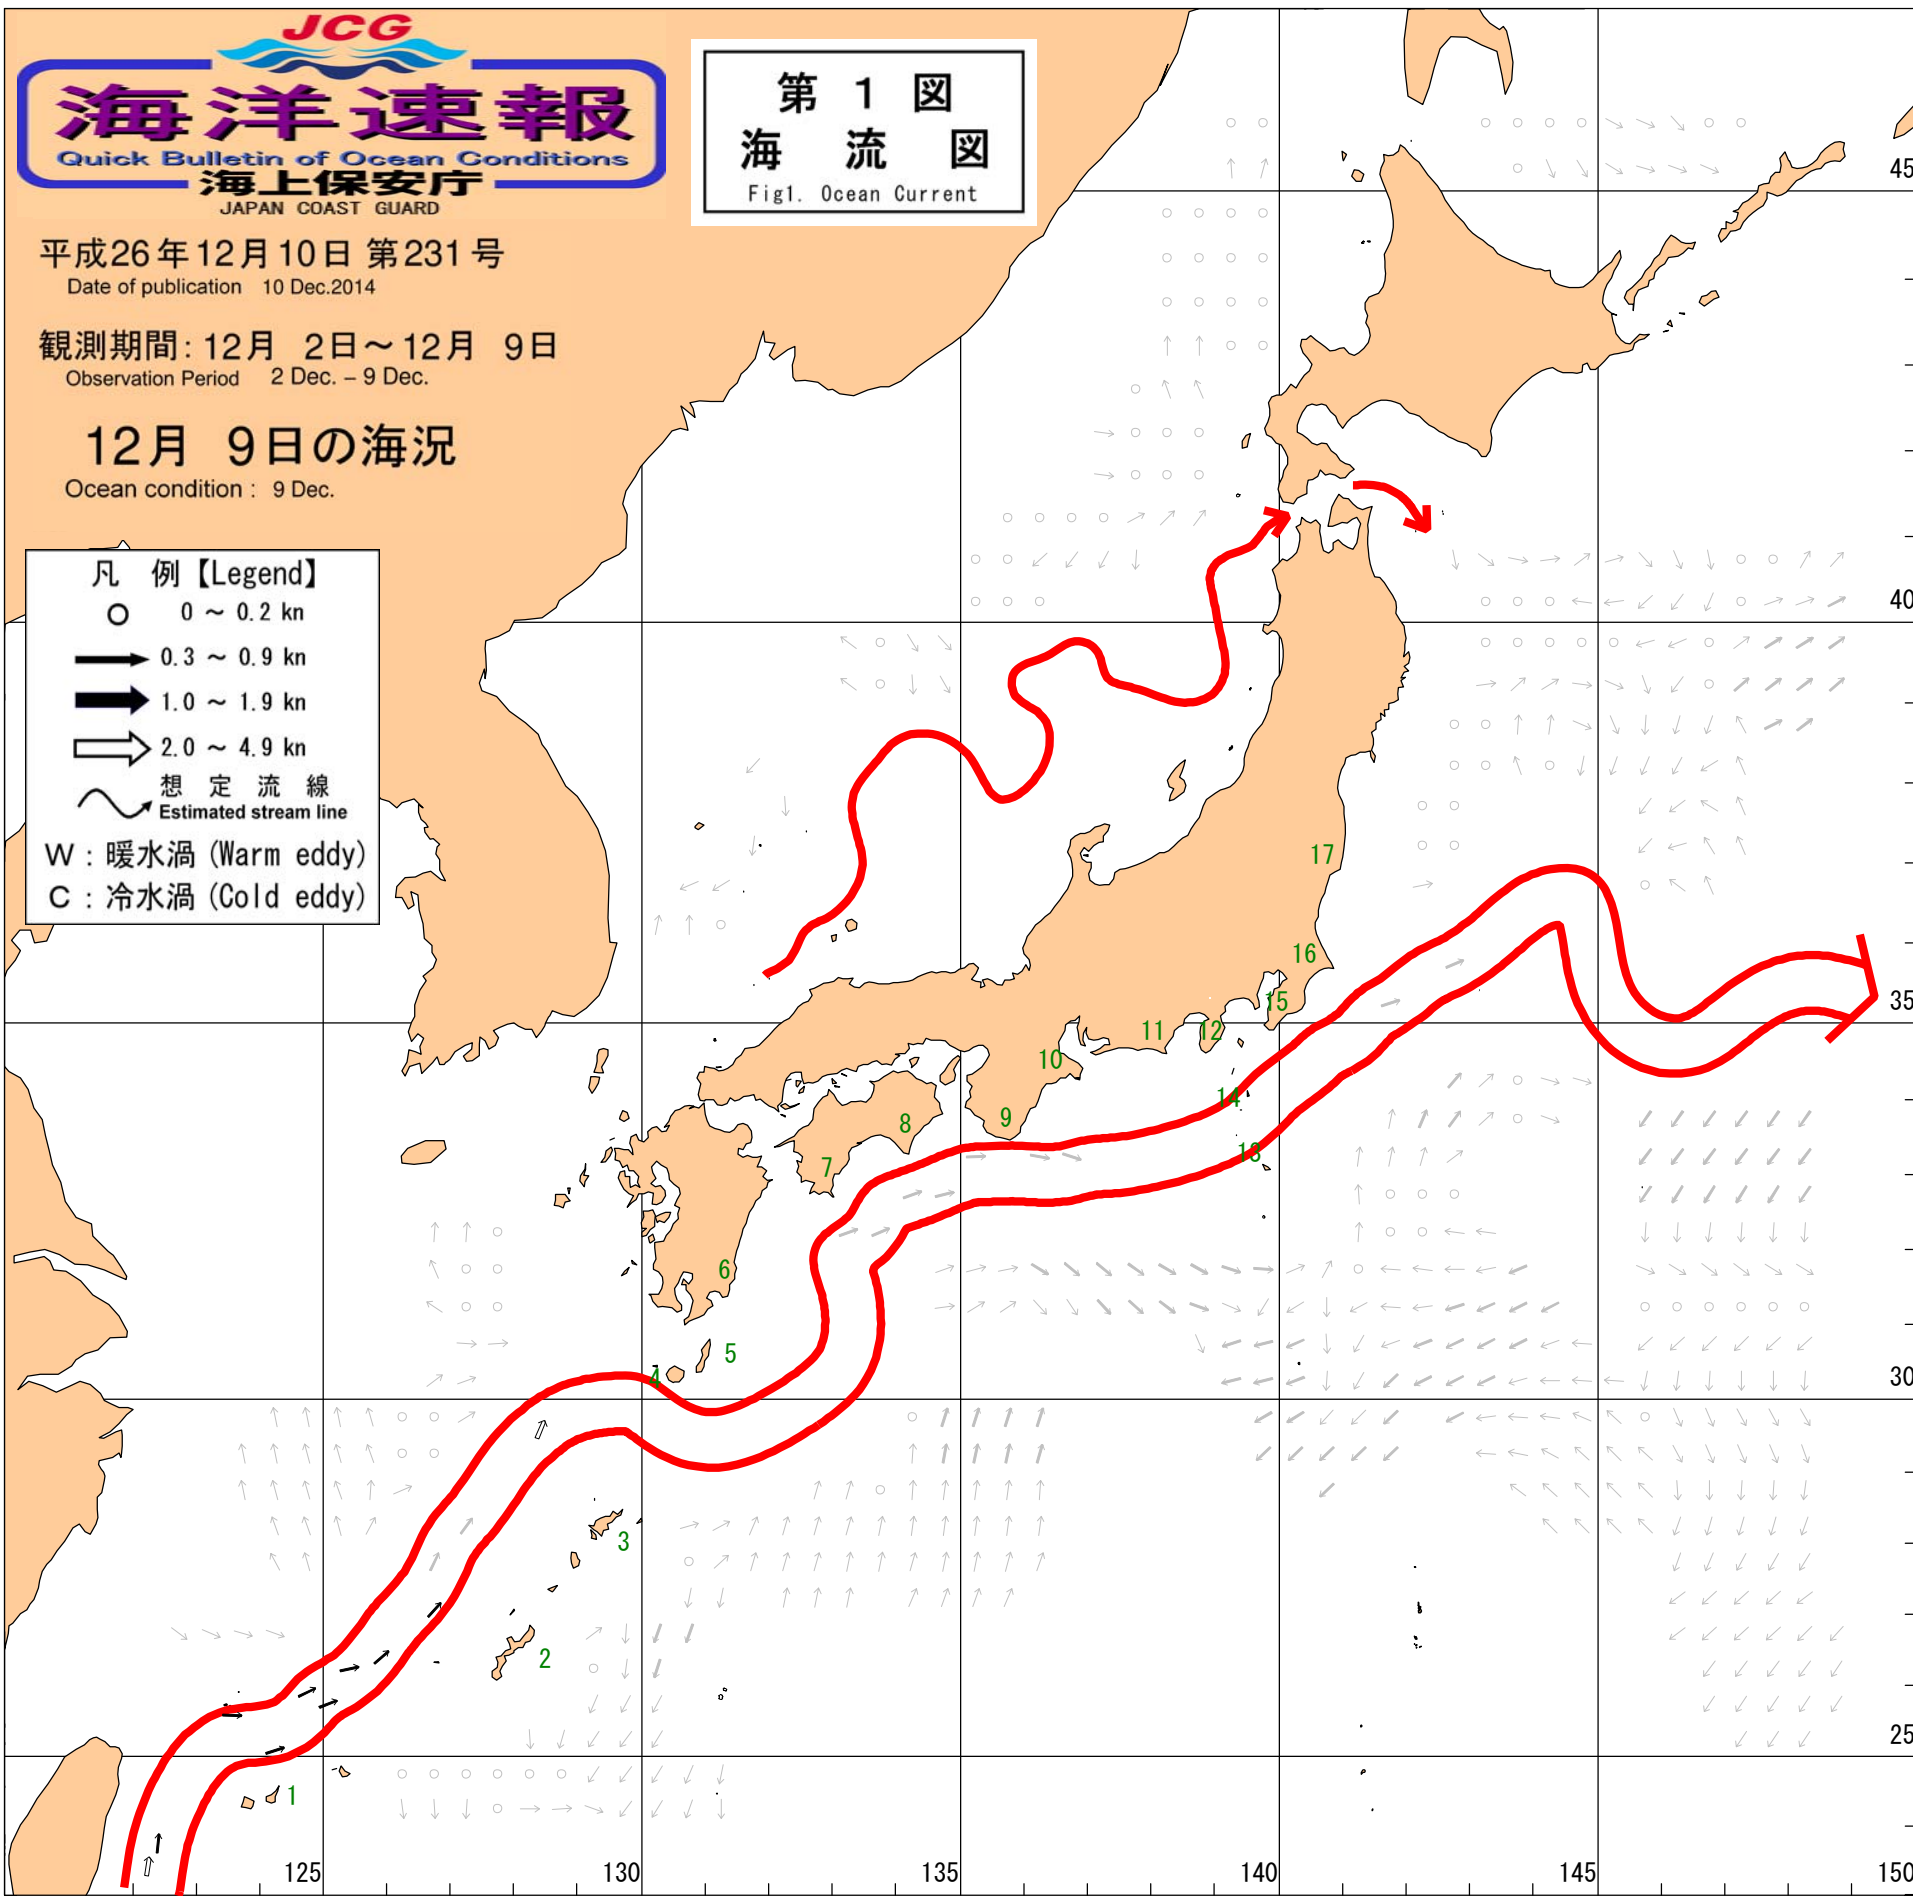 JCG
海洋速報
Quick Bulletin of Ocean Conditions
海上保安庁
JAPAN COAST GUARD
第 1 図
海 流 図
Fig1. Ocean Current
平成26年12月10日 第231号
Date of publication 10 Dec.2014
観測期間: 12月 2日～12月 9日
Observation Period 2 Dec. – 9 Dec.
12月 9日の海況
Ocean condition : 9 Dec.
凡 例【Legend】
0 ～ 0.2 kn
0.3 ～ 0.9 kn
1.0 ～ 1.9 kn
2.0 ～ 4.9 kn
想 定 流 線
Estimated stream line
W : 暖水渦 (Warm eddy)
C : 冷水渦 (Cold eddy)
45
40
17
16
15
35
11
12
10
14
9
8
13
7
6
5
4
30
3
2
25
1
125
130
135
140
145
150